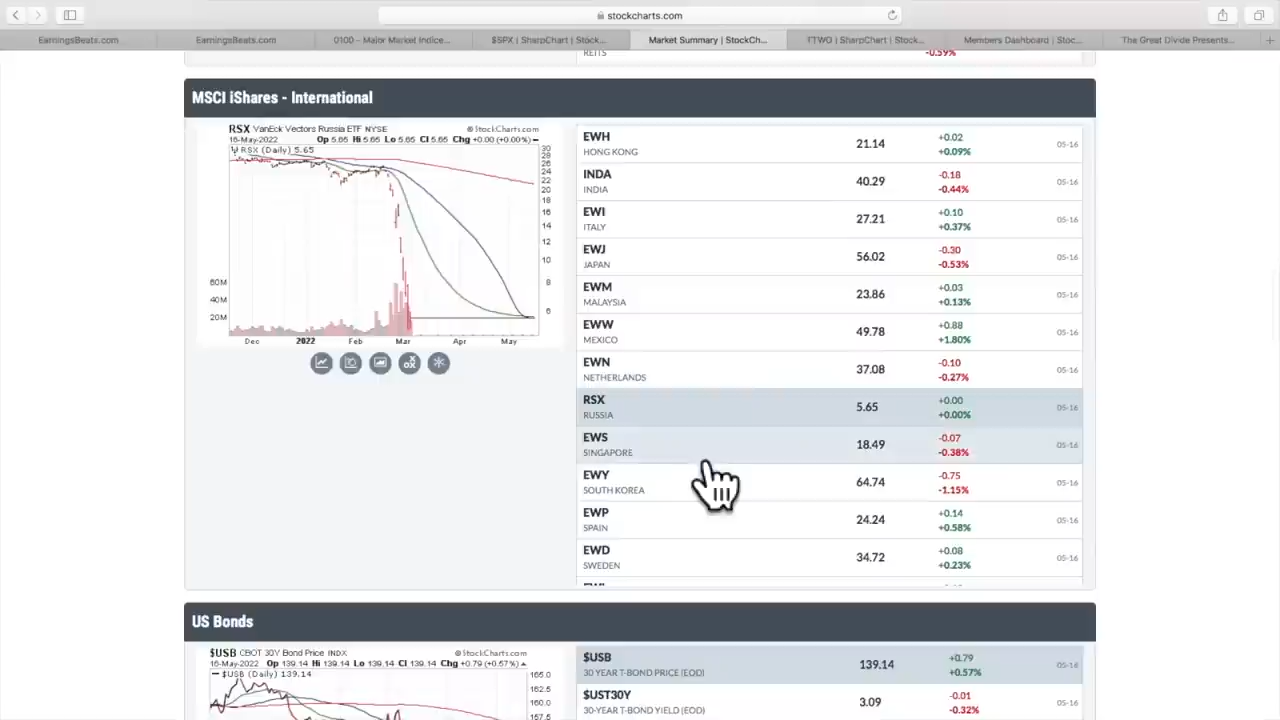 stockcharts.com
EarningsBeats.com
EarningsBeats.com
0100 - Major Market Indice...
$SPX | SharpChart | Stock...
Market Summary | StockCh...
!TWO | SharpChart | Stock...
Members Dashboard | Stoc...
The Great Divide Presents...
REITS
-0.59%
MSCI iShares - International
RSX VanEck Vectors Russia ETF NYSE
© StockCharts.com
16-May-2022 Op 5.65 Hi 5.65 Lo 5.65 Cl 5.65 Chg +0.00 (+0.00%)
RSX (Daily) 5.65
30
28
26
24
22
20
18
16
14
12
10
8
6
60M
40M
20M
Dec 2022 Feb Mar Apr May
EWH 21.14 +0.02 05-16
HONG KONG +0.09%
INDA 40.29 -0.18 05-16
INDIA -0.44%
EWI 27.21 +0.10 05-16
ITALY +0.37%
EWJ 56.02 -0.30 05-16
JAPAN -0.53%
EWM 23.86 +0.03 05-16
MALAYSIA +0.13%
EWW 49.78 +0.88 05-16
MEXICO +1.80%
EWN 37.08 -0.10 05-16
NETHERLANDS -0.27%
RSX 5.65 +0.00 05-16
RUSSIA +0.00%
EWS 18.49 -0.07 05-16
SINGAPORE -0.38%
EWY 64.74 -0.75 05-16
SOUTH KOREA -1.15%
EWP 24.24 +0.14 05-16
SPAIN +0.58%
EWD 34.72 +0.08 05-16
SWEDEN +0.23%
US Bonds
$USB CBOT 30Y Bond Price INDX
© StockCharts.com
16-May-2022 Op 139.14 Hi 139.14 Lo 139.14 Cl 139.14 Chg +0.79 (+0.57%)
$USB (Daily) 139.14
165.0
162.5
160.0
157.5
$USB 139.14 +0.79 05-16
30 YEAR T-BOND PRICE (EOD) +0.57%
$UST30Y 3.09 -0.01 05-16
30-YEAR T-BOND YIELD (EOD) -0.32%